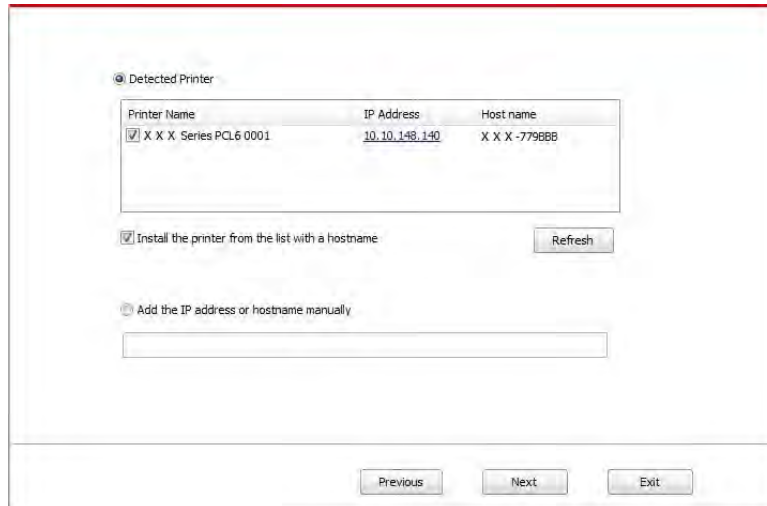 Detected Printer
Printer Name IP Address Host name
X X X Series PCL6 0001 10.10.148.140 X X X -779BBB
Install the printer from the list with a hostname
Refresh
Add the IP address or hostname manually
Previous Next Exit